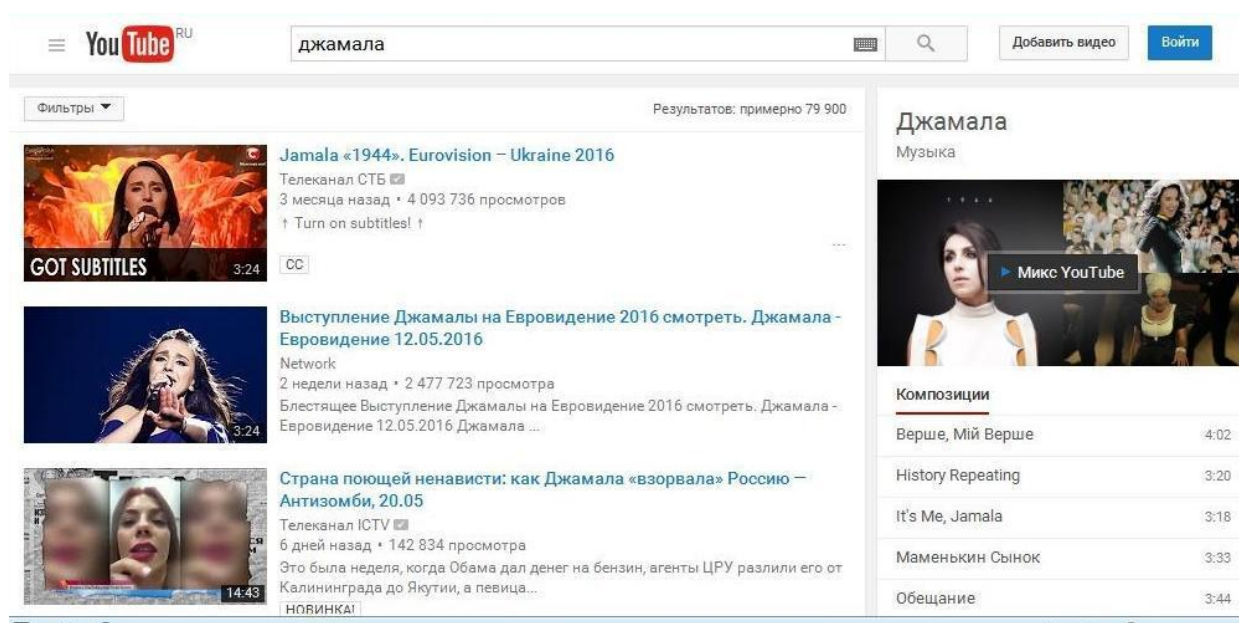 YouTube RU
джамала
Добавить видео
Войти
Фильтры
Результатов: примерно 79 900
GOT SUBTITLES
3:24
Jamala «1944». Eurovision – Ukraine 2016
Телеканал СТБ
3 месяца назад • 4 093 736 просмотров
↑ Turn on subtitles! ↑
...
CC
3:24
Выступление Джамалы на Евровидение 2016 смотреть. Джамала -
Евровидение 12.05.2016
Network
2 недели назад • 2 477 723 просмотра
Блестящее Выступление Джамалы на Евровидение 2016 смотреть. Джамала -
Евровидение 12.05.2016 Джамала ...
14:43
Страна поющей ненависти: как Джамала «взорвала» Россию —
Антизомби, 20.05
Телеканал ICTV
6 дней назад • 142 834 просмотра
Это была неделя, когда Обама дал денег на бензин, агенты ЦРУ разлили его от
Калининграда до Якутии, а певица...
НОВИНКА!
Джамала
Музыка
1944
Микс YouTube
Композиции
Верше, Мій Верше 4:02
History Repeating 3:20
It's Me, Jamala 3:18
Маменькин Сынок 3:33
Обещание 3:44